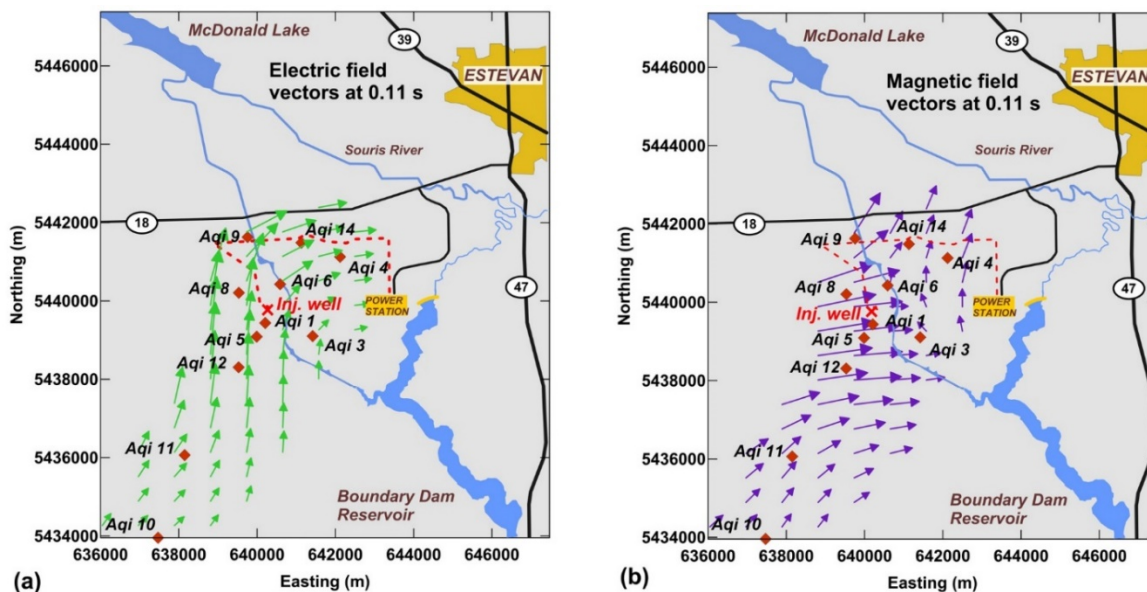 McDonald Lake
39
ESTEVAN
Electric field
vectors at 0.11 s
Souris River
18
47
Aqi 9
Aqi 14
Aqi 4
Aqi 8
Aqi 6
Inj. well
POWER
STATION
Aqi 1
Aqi 5
Aqi 3
Aqi 12
Aqi 11
Aqi 10
Boundary Dam
Reservoir
5446000
5444000
5442000
5440000
5438000
5436000
5434000
Northing (m)
636000 638000 640000 642000 644000 646000
Easting (m)
(a)
McDonald Lake
39
ESTEVAN
Magnetic field
vectors at 0.11 s
Souris River
18
47
Aqi 9
Aqi 14
Aqi 4
Aqi 8
Aqi 6
Inj. well
POWER
STATION
Aqi 1
Aqi 5
Aqi 3
Aqi 12
Aqi 11
Aqi 10
Boundary Dam
Reservoir
5446000
5444000
5442000
5440000
5438000
5436000
5434000
Northing (m)
636000 638000 640000 642000 644000 646000
Easting (m)
(b)